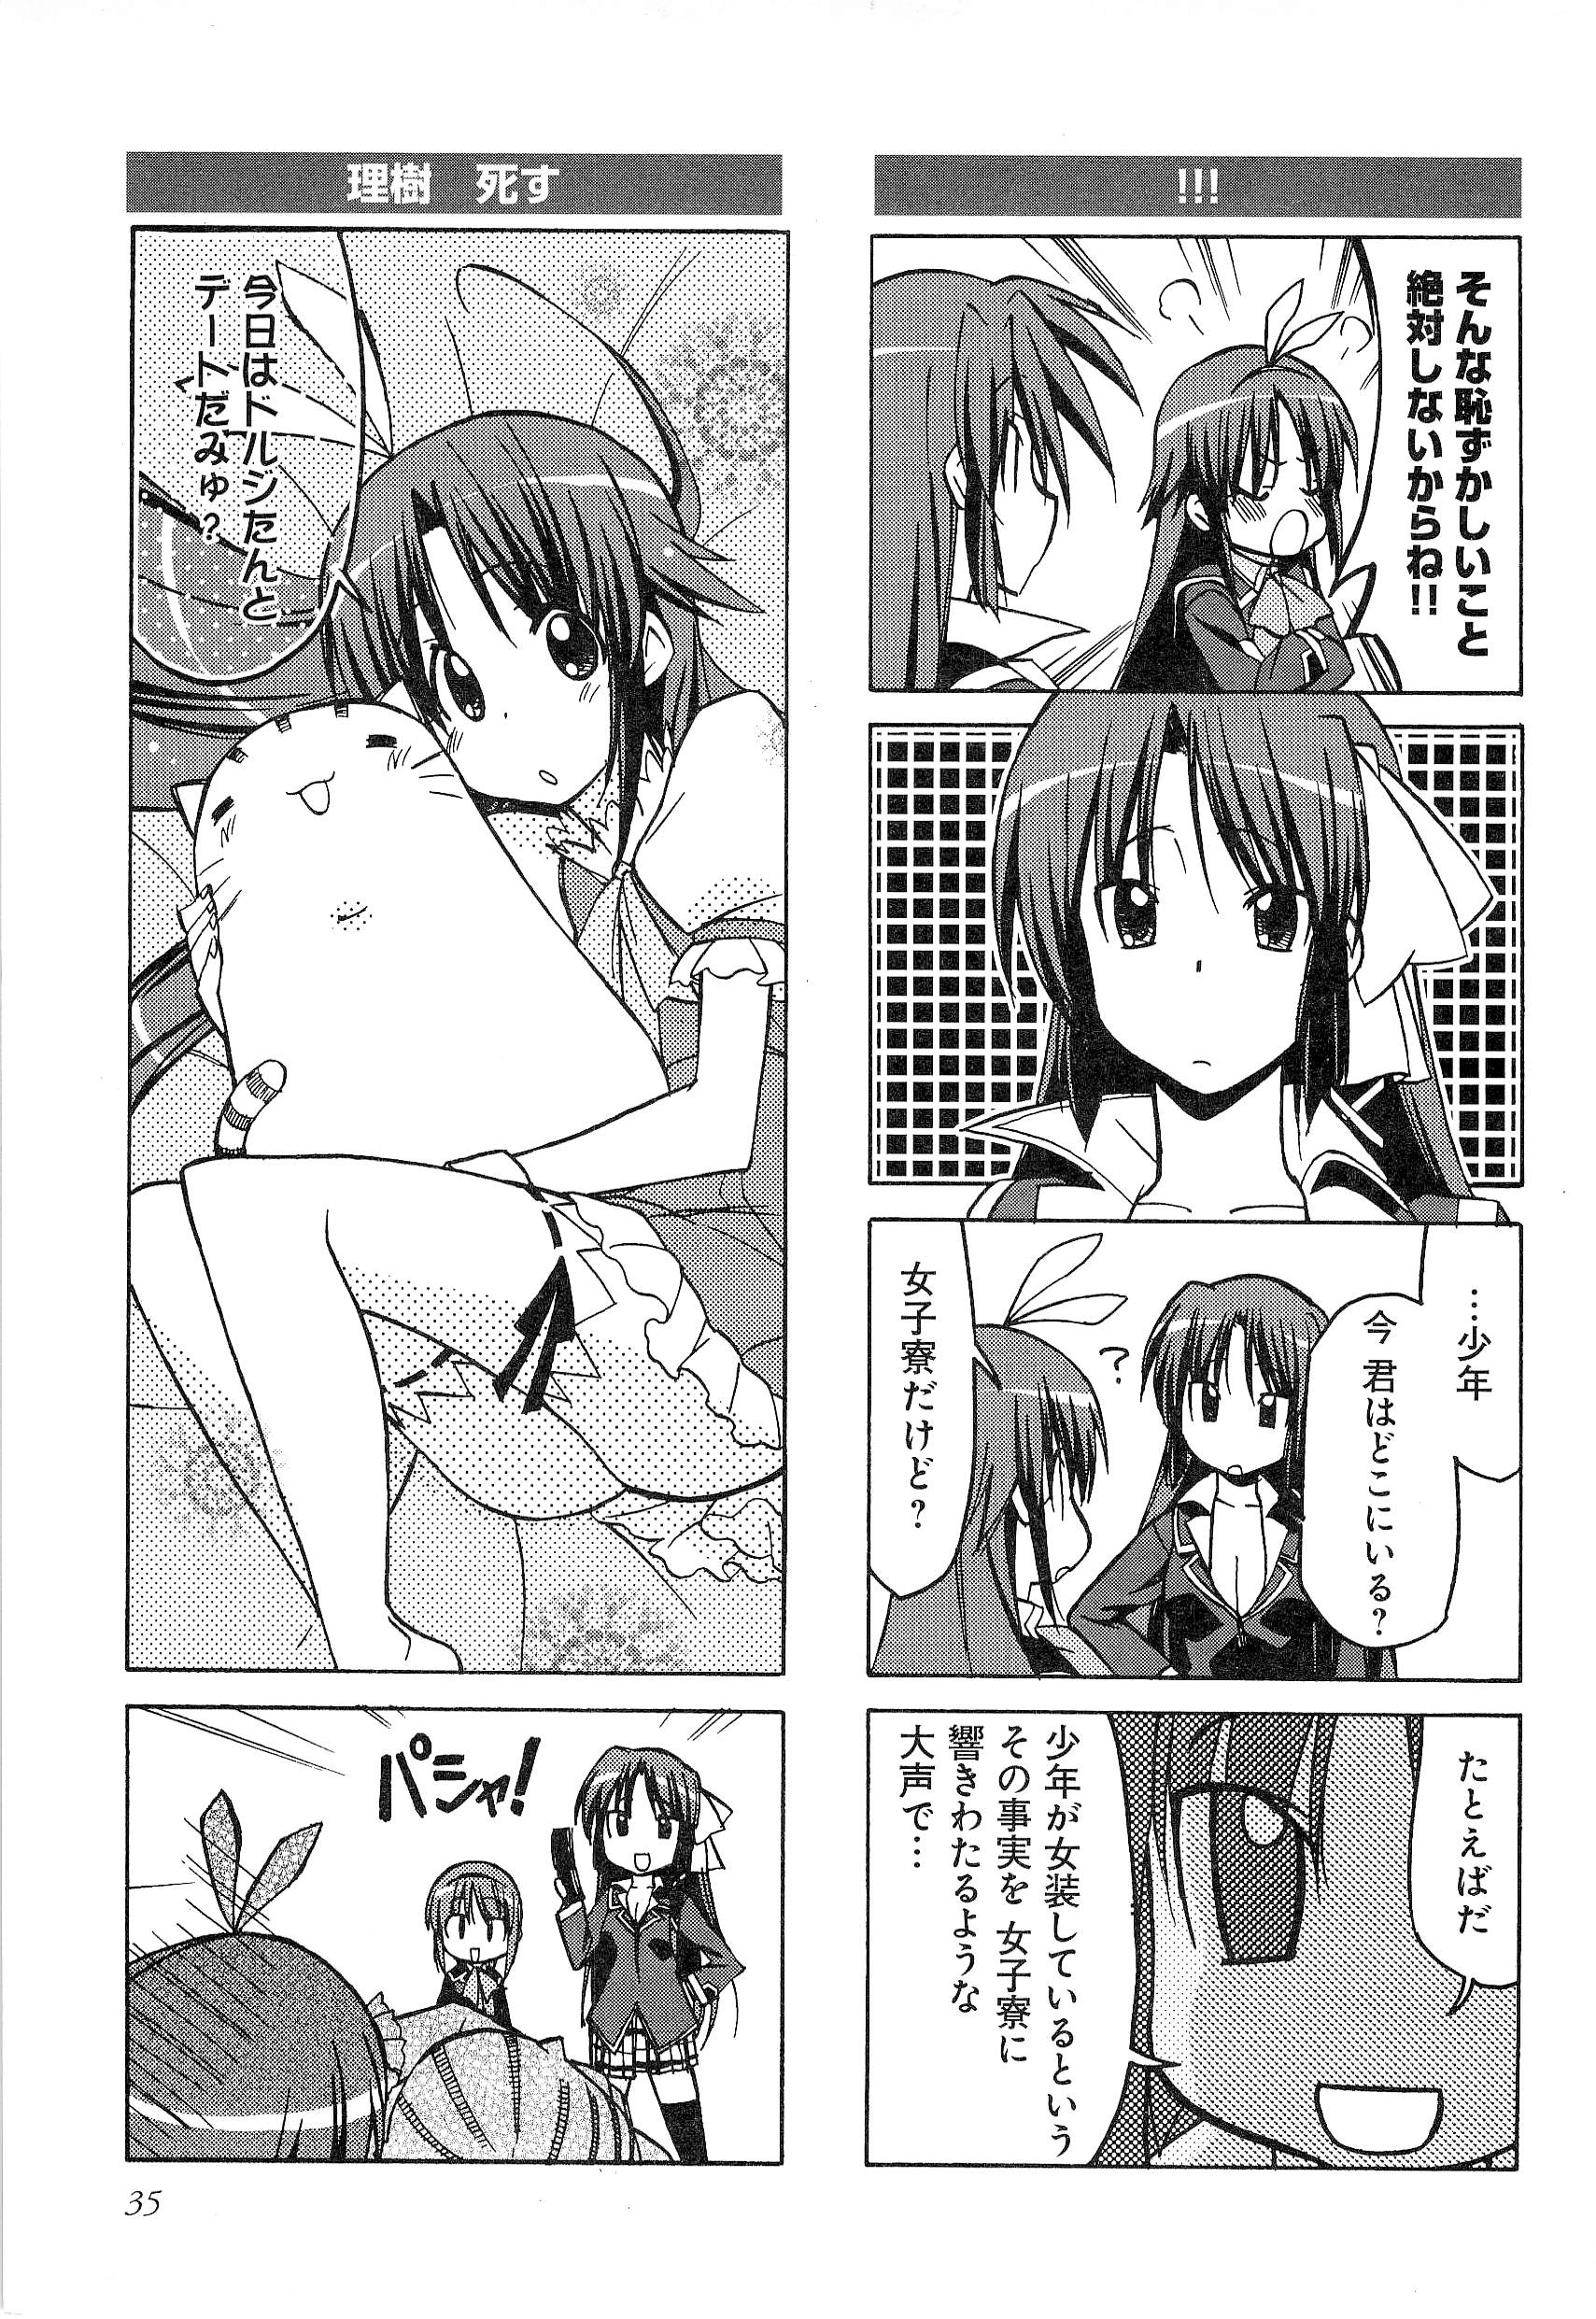 !!!
そんな恥ずかしいこと
絶対しないからね!!
…少年
今 君はどこにいる?
?
女子寮だけど?
たとえばだ
少年が女装しているという
その事実を 女子寮に
響きわたるような
大声で…
理樹 死す
今日はドルジたんと
デートだみゅ?
パシャ!
35